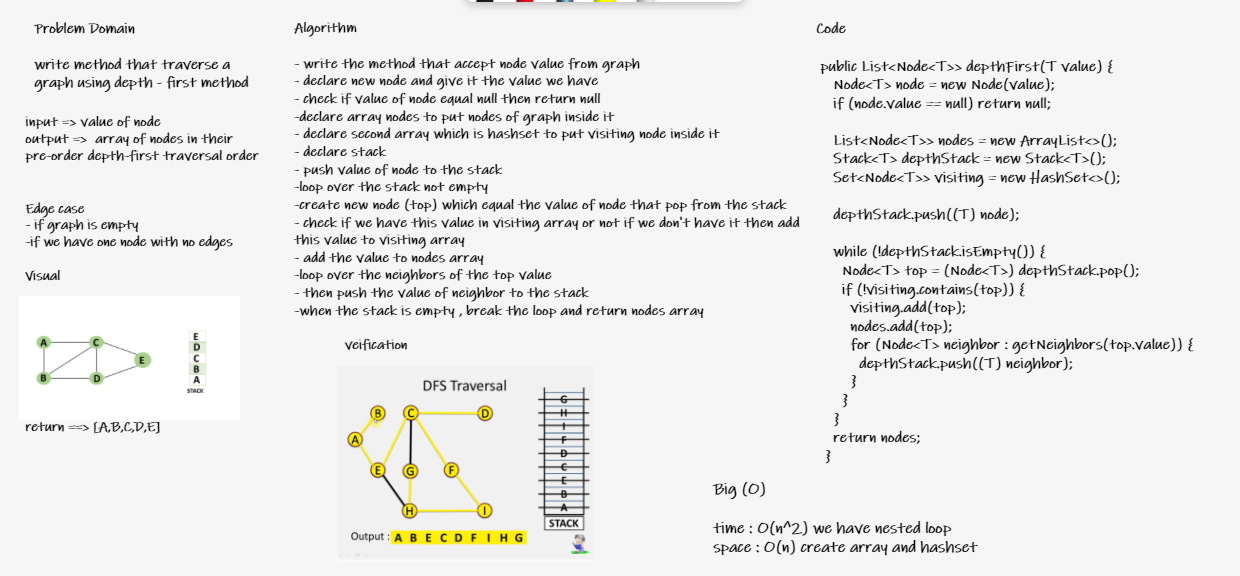 Problem Domain
write method that traverse a
graph using depth - first method
input => value of node
output => array of nodes in their
pre-order depth-first traversal order
Edge case
- if graph is empty
-if we have one node with no edges
Visual
A
C
E
B
D
E
D
C
B
A
STACK
return ==> [A,B,C,D,E]
Algorithm
- write the method that accept node value from graph
- declare new node and give it the value we have
- check if value of node equal null then return null
-declare array nodes to put nodes of graph inside it
- declare second array which is hashset to put visiting node inside it
- declare stack
- push value of node to the stack
-loop over the stack not empty
-create new node (top) which equal the value of node that pop from the stack
- check if we have this value in visiting array or not if we don't have it then add
this value to visiting array
- add the value to nodes array
-loop over the neighbors of the top value
- then push the value of neighbor to the stack
-when the stack is empty , break the loop and return nodes array
veification
DFS Traversal
B
C
D
A
E
G
F
H
I
G
H
I
F
D
C
E
B
A
STACK
Output : A B E C D F I H G
Code
public List<Node<T>> depthFirst(T value) {
Node<T> node = new Node(value);
if (node.value == null) return null;
List<Node<T>> nodes = new ArrayList<>();
Stack<T> depthStack = new Stack<T>();
Set<Node<T>> visiting = new HashSet<>();
depthStack.push((T) node);
while (!depthStack.isEmpty()) {
Node<T> top = (Node<T>) depthStack.pop();
if (!visiting.contains(top)) {
visiting.add(top);
nodes.add(top);
for (Node<T> neighbor : getNeighbors(top.value)) {
depthStack.push((T) neighbor);
}
}
}
return nodes;
}
Big (O)
time : O(n^2) we have nested loop
space : O(n) create array and hashset